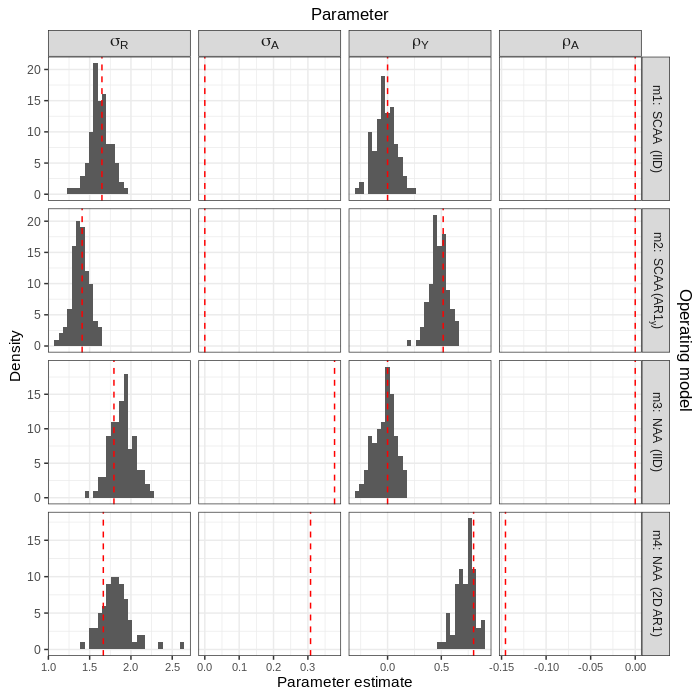 Parameter
σR σA ρY ρA
20
15
10
5
0
m1: SCAA (IID)
20
15
10
5
0
m2: SCAA (AR1y)
15
10
5
0
m3: NAA (IID)
15
10
5
0
m4: NAA (2D AR1)
Density
Operating model
1.0 1.5 2.0 2.5 0.0 0.1 0.2 0.3 0.0 0.5 -0.15 -0.10 -0.05 0.00
Parameter estimate